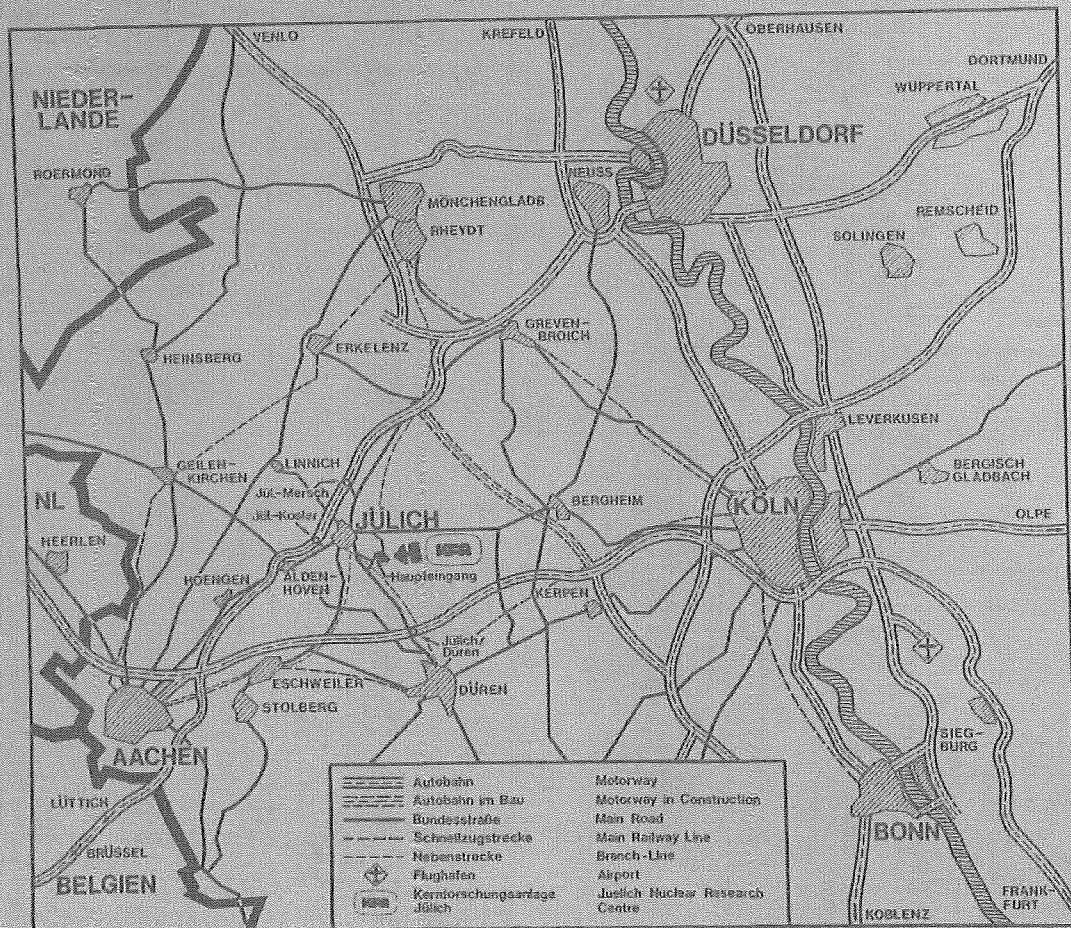 VENLO
KREFELD
OBERHAUSEN
DORTMUND
WUPPERTAL
NIEDER-
LANDE
DÜSSELDORF
ROERMOND
NEUSS
MÖNCHENGLADB
RHEYDT
REMSCHEID
SOLINGEN
GREVEN-
BROICH
HEINSBERG
ERKELENZ
LEVERKUSEN
GEILEN-
KIRCHEN
LINNICH
BERGISCH
GLADBACH
NL
Jül.-Mersch
BERGHEIM
KÖLN
Jül.-Koslar
JÜLICH
OLPE
HEERLEN
KFA
HOENGEN
ALDEN-
HOVEN
Haupteingang
KERPEN
Jülich/
Düren
ESCHWEILER
DÜREN
STOLBERG
SIEG-
BURG
AACHEN
LÜTTICH
BRÜSSEL
BELGIEN
BONN
FRANK-
FURT
KOBLENZ
Autobahn Motorway
Autobahn im Bau Motorway in Construction
Bundesstraße Main Road
Schnellzugstrecke Main Railway Line
Nebenstrecke Branch-Line
Flughafen Airport
KFA Kernforschungsanlage Juelich Nuclear Research
Jülich Centre